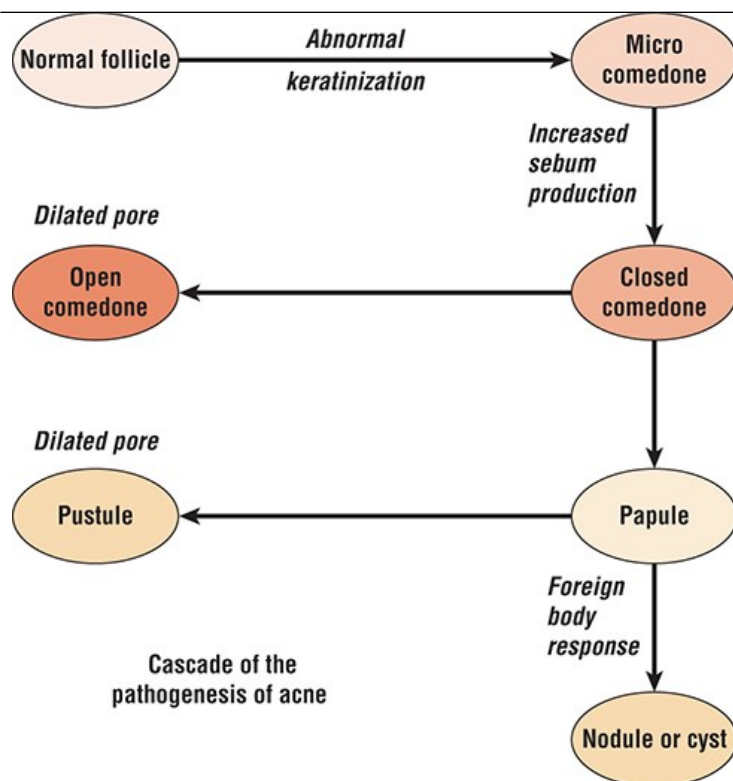 Normal follicle
Abnormal
keratinization
Micro
comedone
Increased
sebum
production
Dilated pore
Open
comedone
Closed
comedone
Dilated pore
Pustule
Papule
Foreign
body
response
Cascade of the
pathogenesis of acne
Nodule or cyst